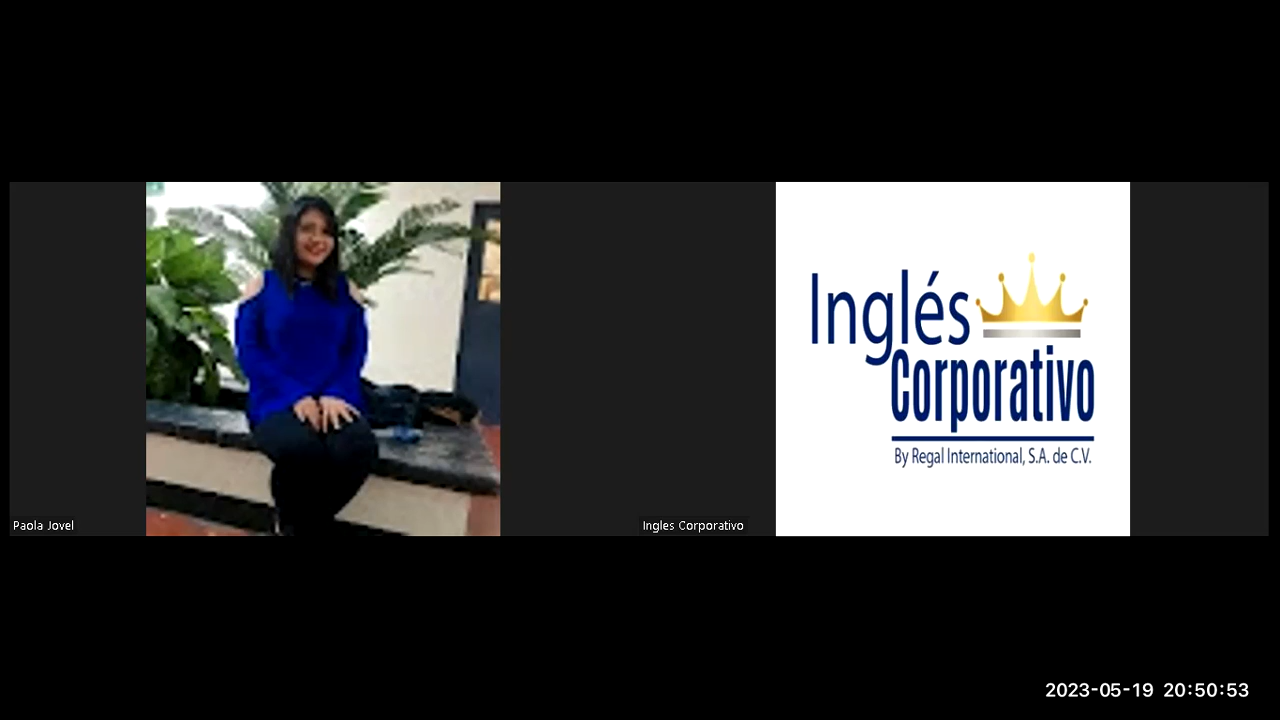 Inglés
Corporativo
By Regal International, S.A. de C.V.
Paola Jovel
Ingles Corporativo
2023-05-19 20:50:53